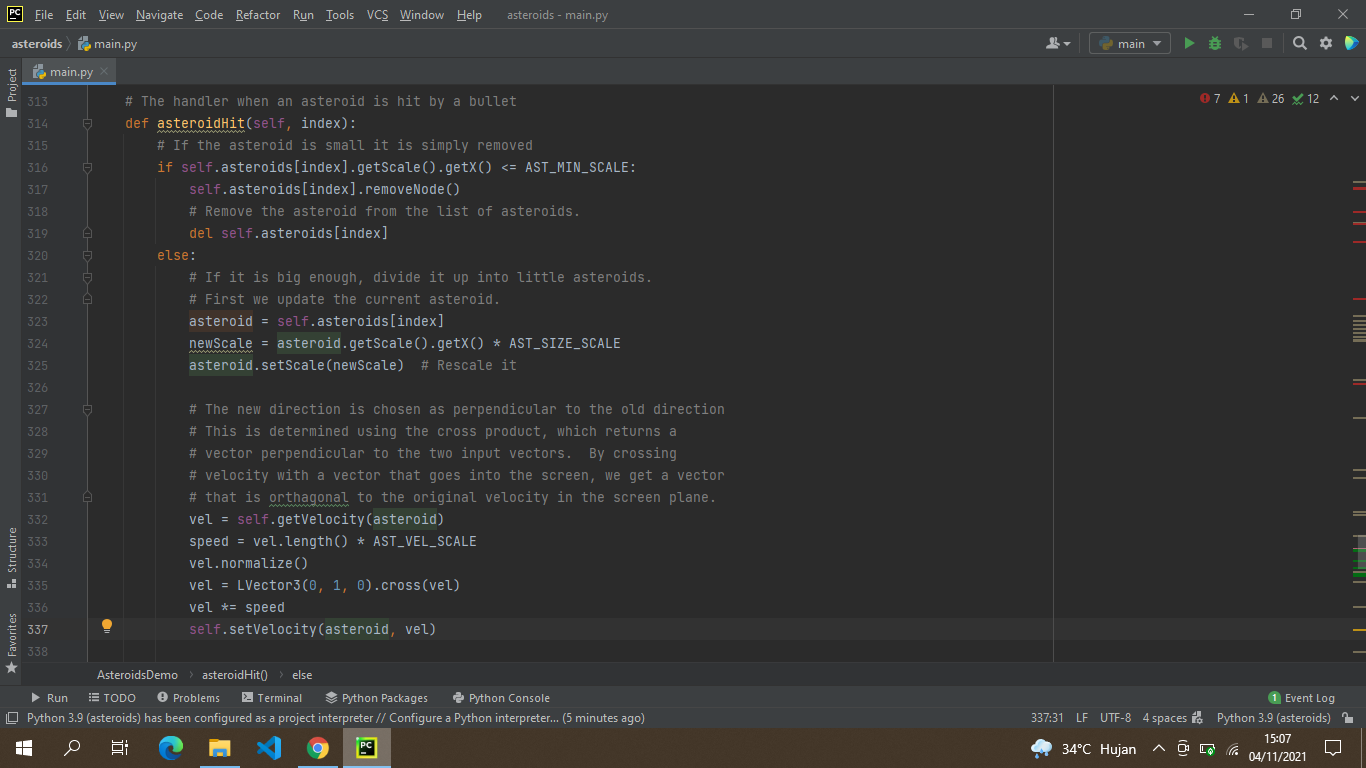 PC File Edit View Navigate Code Refactor Run Tools VCS Window Help asteroids - main.py
asteroids main.py main
main.py
Project
7 1 26 12
313 # The handler when an asteroid is hit by a bullet
314 def asteroidHit(self, index):
315 # If the asteroid is small it is simply removed
316 if self.asteroids[index].getScale().getX() <= AST_MIN_SCALE:
317 self.asteroids[index].removeNode()
318 # Remove the asteroid from the list of asteroids.
319 del self.asteroids[index]
320 else:
321 # If it is big enough, divide it up into little asteroids.
322 # First we update the current asteroid.
323 asteroid = self.asteroids[index]
324 newScale = asteroid.getScale().getX() * AST_SIZE_SCALE
325 asteroid.setScale(newScale)  # Rescale it
326
327 # The new direction is chosen as perpendicular to the old direction
328 # This is determined using the cross product, which returns a
329 # vector perpendicular to the two input vectors.  By crossing
330 # velocity with a vector that goes into the screen, we get a vector
331 # that is orthagonal to the original velocity in the screen plane.
332 vel = self.getVelocity(asteroid)
333 speed = vel.length() * AST_VEL_SCALE
334 vel.normalize()
335 vel = LVector3(0, 1, 0).cross(vel)
336 vel *= speed
337 self.setVelocity(asteroid, vel)
338
Structure
Favorites
AsteroidsDemo asteroidHit() else
Run TODO Problems Terminal Python Packages Python Console 1 Event Log
Python 3.9 (asteroids) has been configured as a project interpreter // Configure a Python interpreter... (5 minutes ago) 337:31 LF UTF-8 4 spaces Python 3.9 (asteroids)
PC 34°C Hujan 15:07
04/11/2021